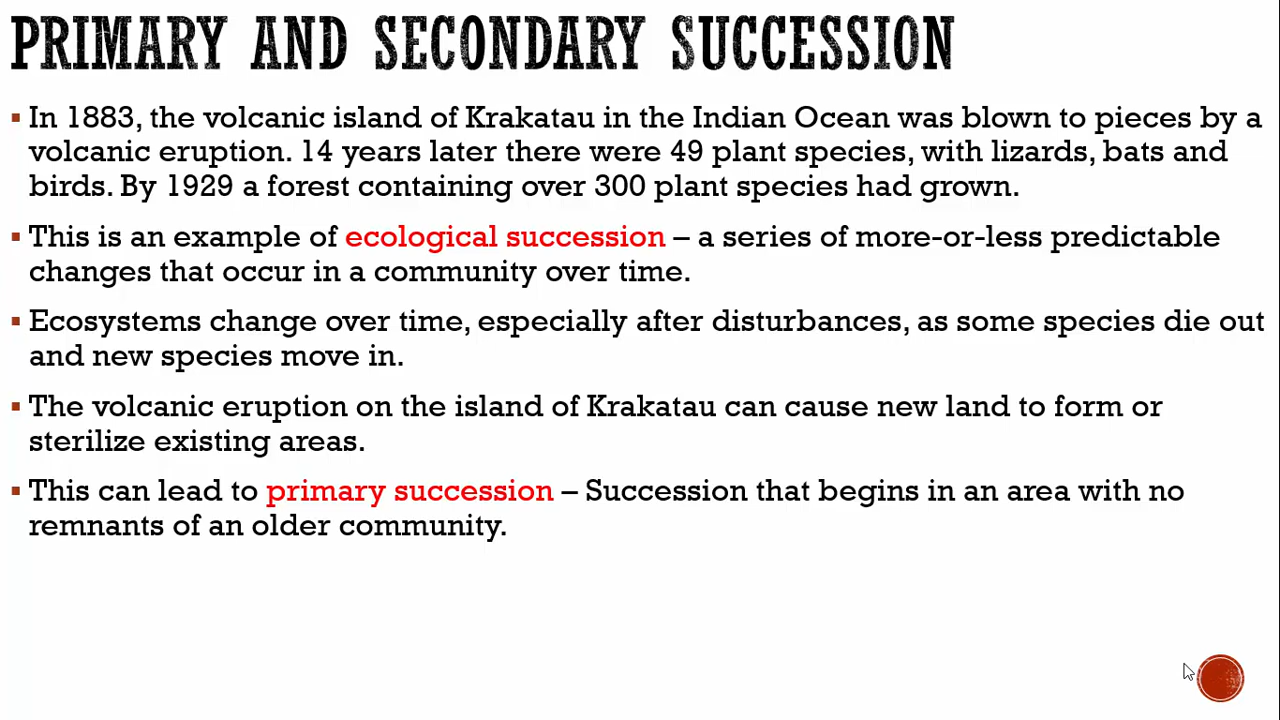 PRIMARY AND SECONDARY SUCCESSION
▪ In 1883, the volcanic island of Krakatau in the Indian Ocean was blown to pieces by a
volcanic eruption. 14 years later there were 49 plant species, with lizards, bats and
birds. By 1929 a forest containing over 300 plant species had grown.
▪ This is an example of ecological succession – a series of more-or-less predictable
changes that occur in a community over time.
▪ Ecosystems change over time, especially after disturbances, as some species die out
and new species move in.
▪ The volcanic eruption on the island of Krakatau can cause new land to form or
sterilize existing areas.
▪ This can lead to primary succession – Succession that begins in an area with no
remnants of an older community.